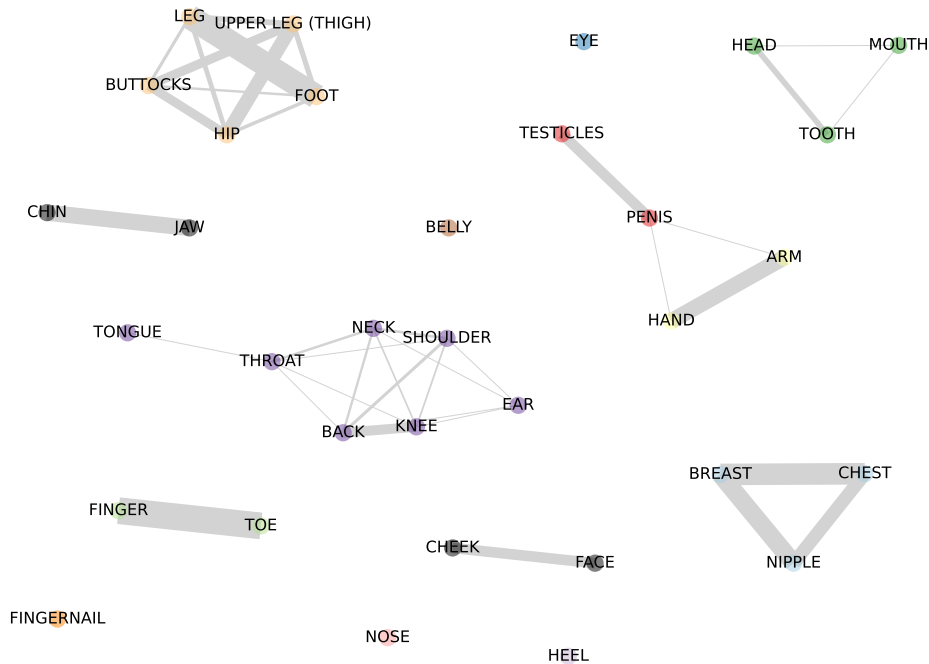 LEG
UPPER LEG (THIGH)
EYE
HEAD
MOUTH
BUTTOCKS
FOOT
HIP
TESTICLES
TOOTH
CHIN
JAW
BELLY
PENIS
ARM
HAND
TONGUE
NECK
SHOULDER
THROAT
EAR
BACK
KNEE
BREAST
CHEST
FINGER
TOE
CHEEK
FACE
NIPPLE
FINGERNAIL
NOSE
HEEL